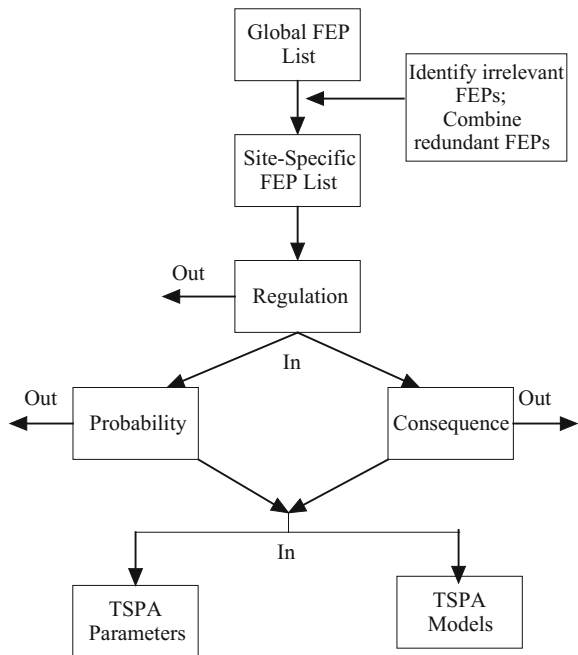 Global FEP
List
Identify irrelevant
FEPs;
Combine
redundant FEPs
Site-Specific
FEP List
Out
Regulation
In
Out
Probability
Consequence
Out
In
TSPA
Parameters
TSPA
Models